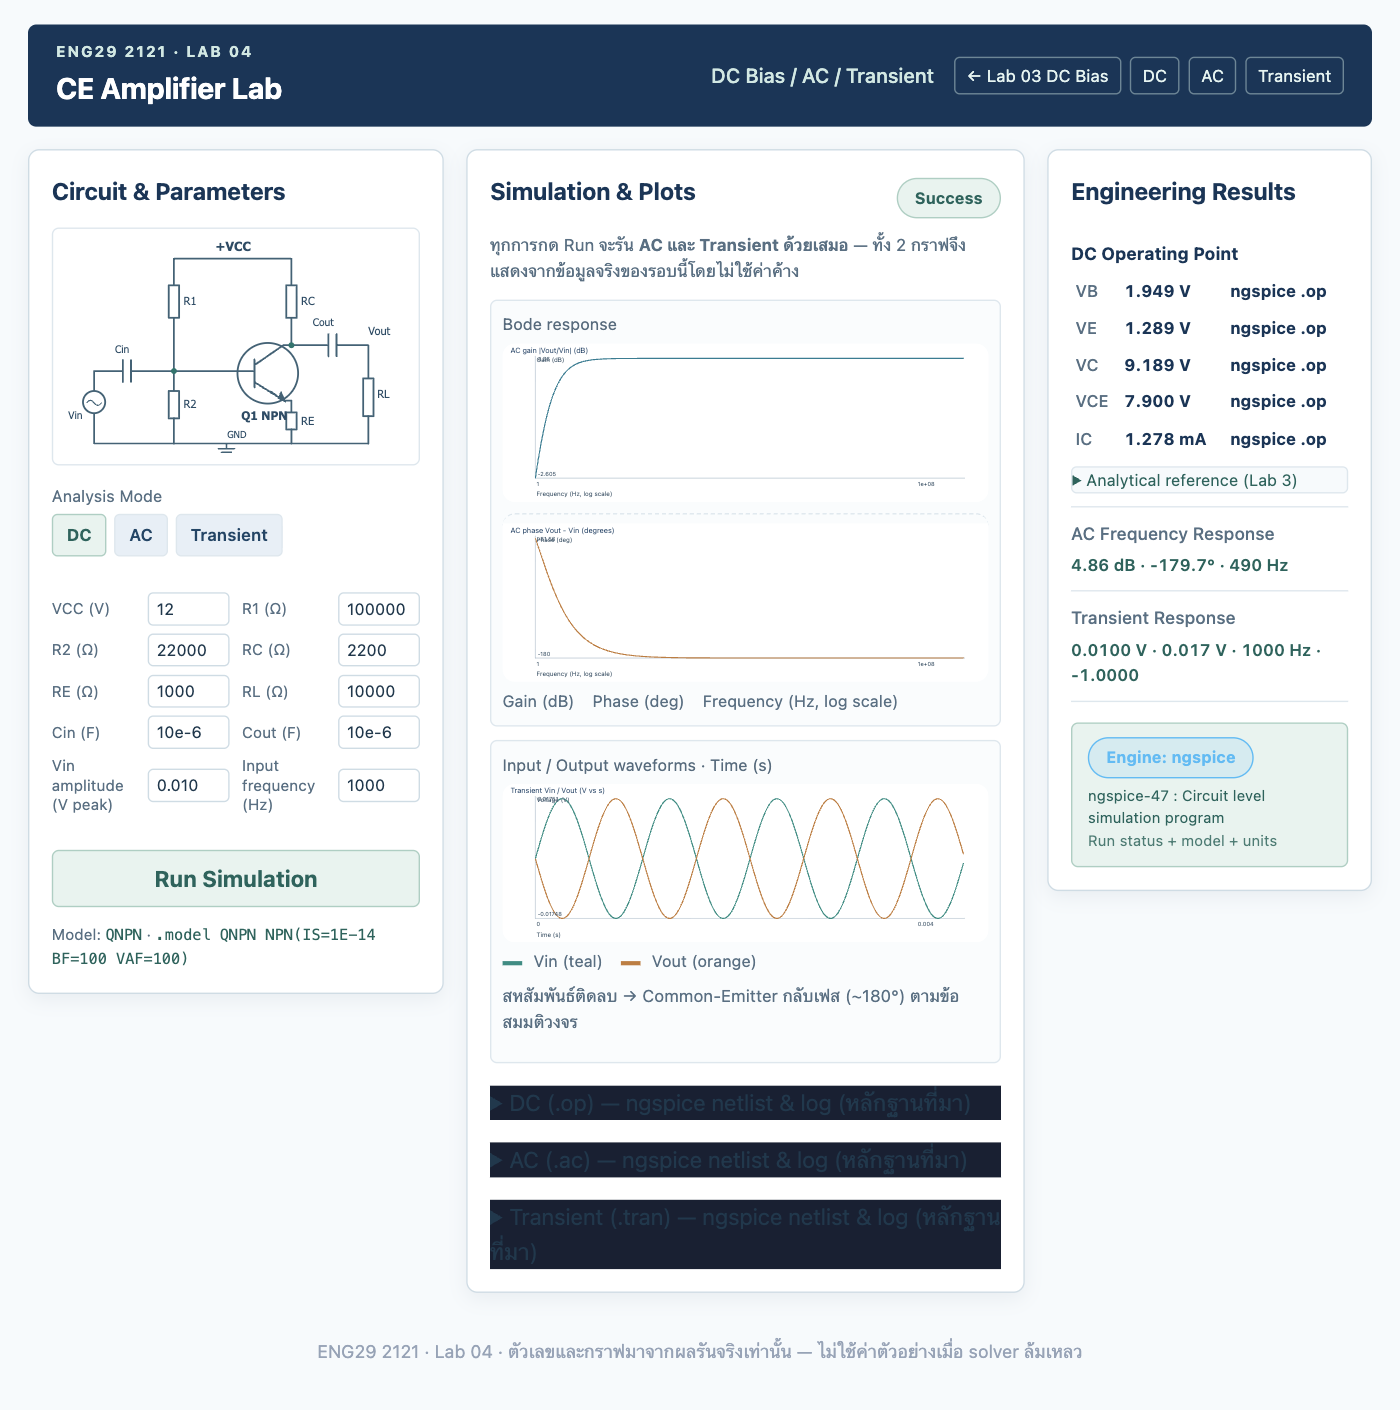 ENG29 2121 · LAB 04
CE Amplifier Lab
DC Bias / AC / Transient
← Lab 03 DC Bias
DC
AC
Transient
Circuit & Parameters
+VCC
R1
RC
Cout
Vout
Cin
R2
RL
Vin
Q1 NPN
RE
GND
Analysis Mode
DC
AC
Transient
VCC (V) 12 R1 (Ω) 100000
R2 (Ω) 22000 RC (Ω) 2200
RE (Ω) 1000 RL (Ω) 10000
Cin (F) 10e-6 Cout (F) 10e-6
Vin amplitude (V peak) 0.010 Input frequency (Hz) 1000
Run Simulation
Model: QNPN · .model QNPN NPN(IS=1E-14
BF=100 VAF=100)
Simulation & Plots
Success
ทุกการกด Run จะรัน AC และ Transient ด้วยเสมอ — ทั้ง 2 กราฟจึง
แสดงจากข้อมูลจริงของรอบนี้โดยไม่ใช้ค่าค้าง
Bode response
AC gain |Vout/Vin| (dB)
-2.605
1
1e+08
Frequency (Hz, log scale)
AC phase Vout - Vin (degrees)
-180
1
1e+08
Frequency (Hz, log scale)
Gain (dB) Phase (deg) Frequency (Hz, log scale)
Input / Output waveforms · Time (s)
Transient Vin / Vout (V vs s)
0
0.004
Time (s)
Vin (teal) Vout (orange)
สหสัมพันธ์ติดลบ → Common-Emitter กลับเฟส (~180°) ตามข้อ
สมมติวงจร
▶ DC (.op) — ngspice netlist & log (หลักฐานที่มา)
▶ AC (.ac) — ngspice netlist & log (หลักฐานที่มา)
▶ Transient (.tran) — ngspice netlist & log (หลักฐาน
ที่มา)
Engineering Results
DC Operating Point
VB 1.949 V ngspice .op
VE 1.289 V ngspice .op
VC 9.189 V ngspice .op
VCE 7.900 V ngspice .op
IC 1.278 mA ngspice .op
▶ Analytical reference (Lab 3)
AC Frequency Response
4.86 dB · -179.7° · 490 Hz
Transient Response
0.0100 V · 0.017 V · 1000 Hz ·
-1.0000
Engine: ngspice
ngspice-47 : Circuit level
simulation program
Run status + model + units
ENG29 2121 · Lab 04 · ตัวเลขและกราฟมาจากผลรันจริงเท่านั้น — ไม่ใช้ค่าตัวอย่างเมื่อ solver ล้มเหลว